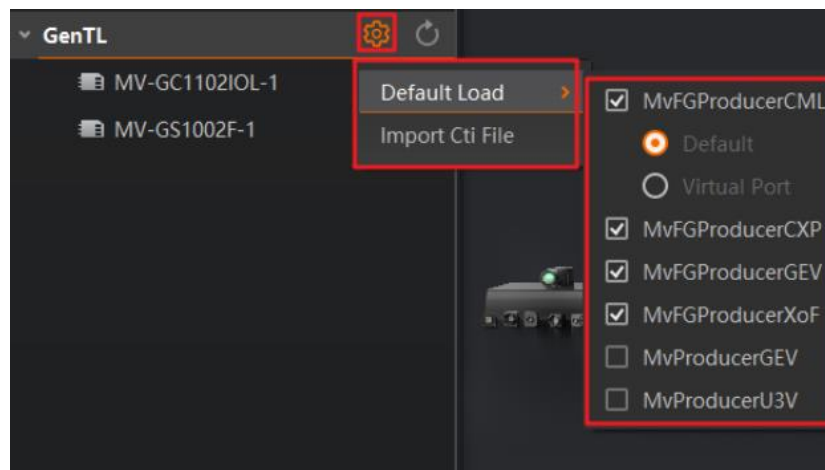 GenTL
MV-GC1102IOL-1
MV-GS1002F-1
Default Load
Import Cti File
MvFGProducerCML
Default
Virtual Port
MvFGProducerCXP
MvFGProducerGEV
MvFGProducerXoF
MvProducerGEV
MvProducerU3V